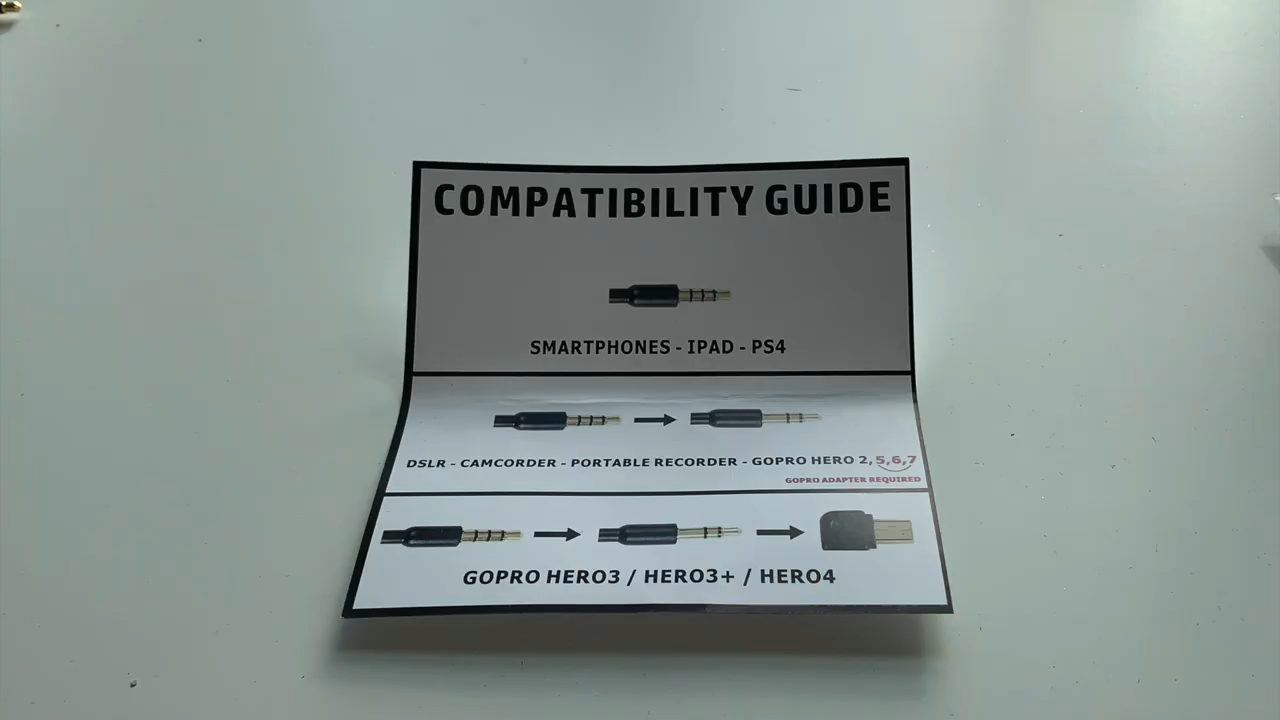 COMPATIBILITY GUIDE
SMARTPHONES - IPAD - PS4
DSLR - CAMCORDER - PORTABLE RECORDER - GOPRO HERO 2, 5,6,7
GOPRO ADAPTER REQUIRED
GOPRO HERO3 / HERO3+ / HERO4